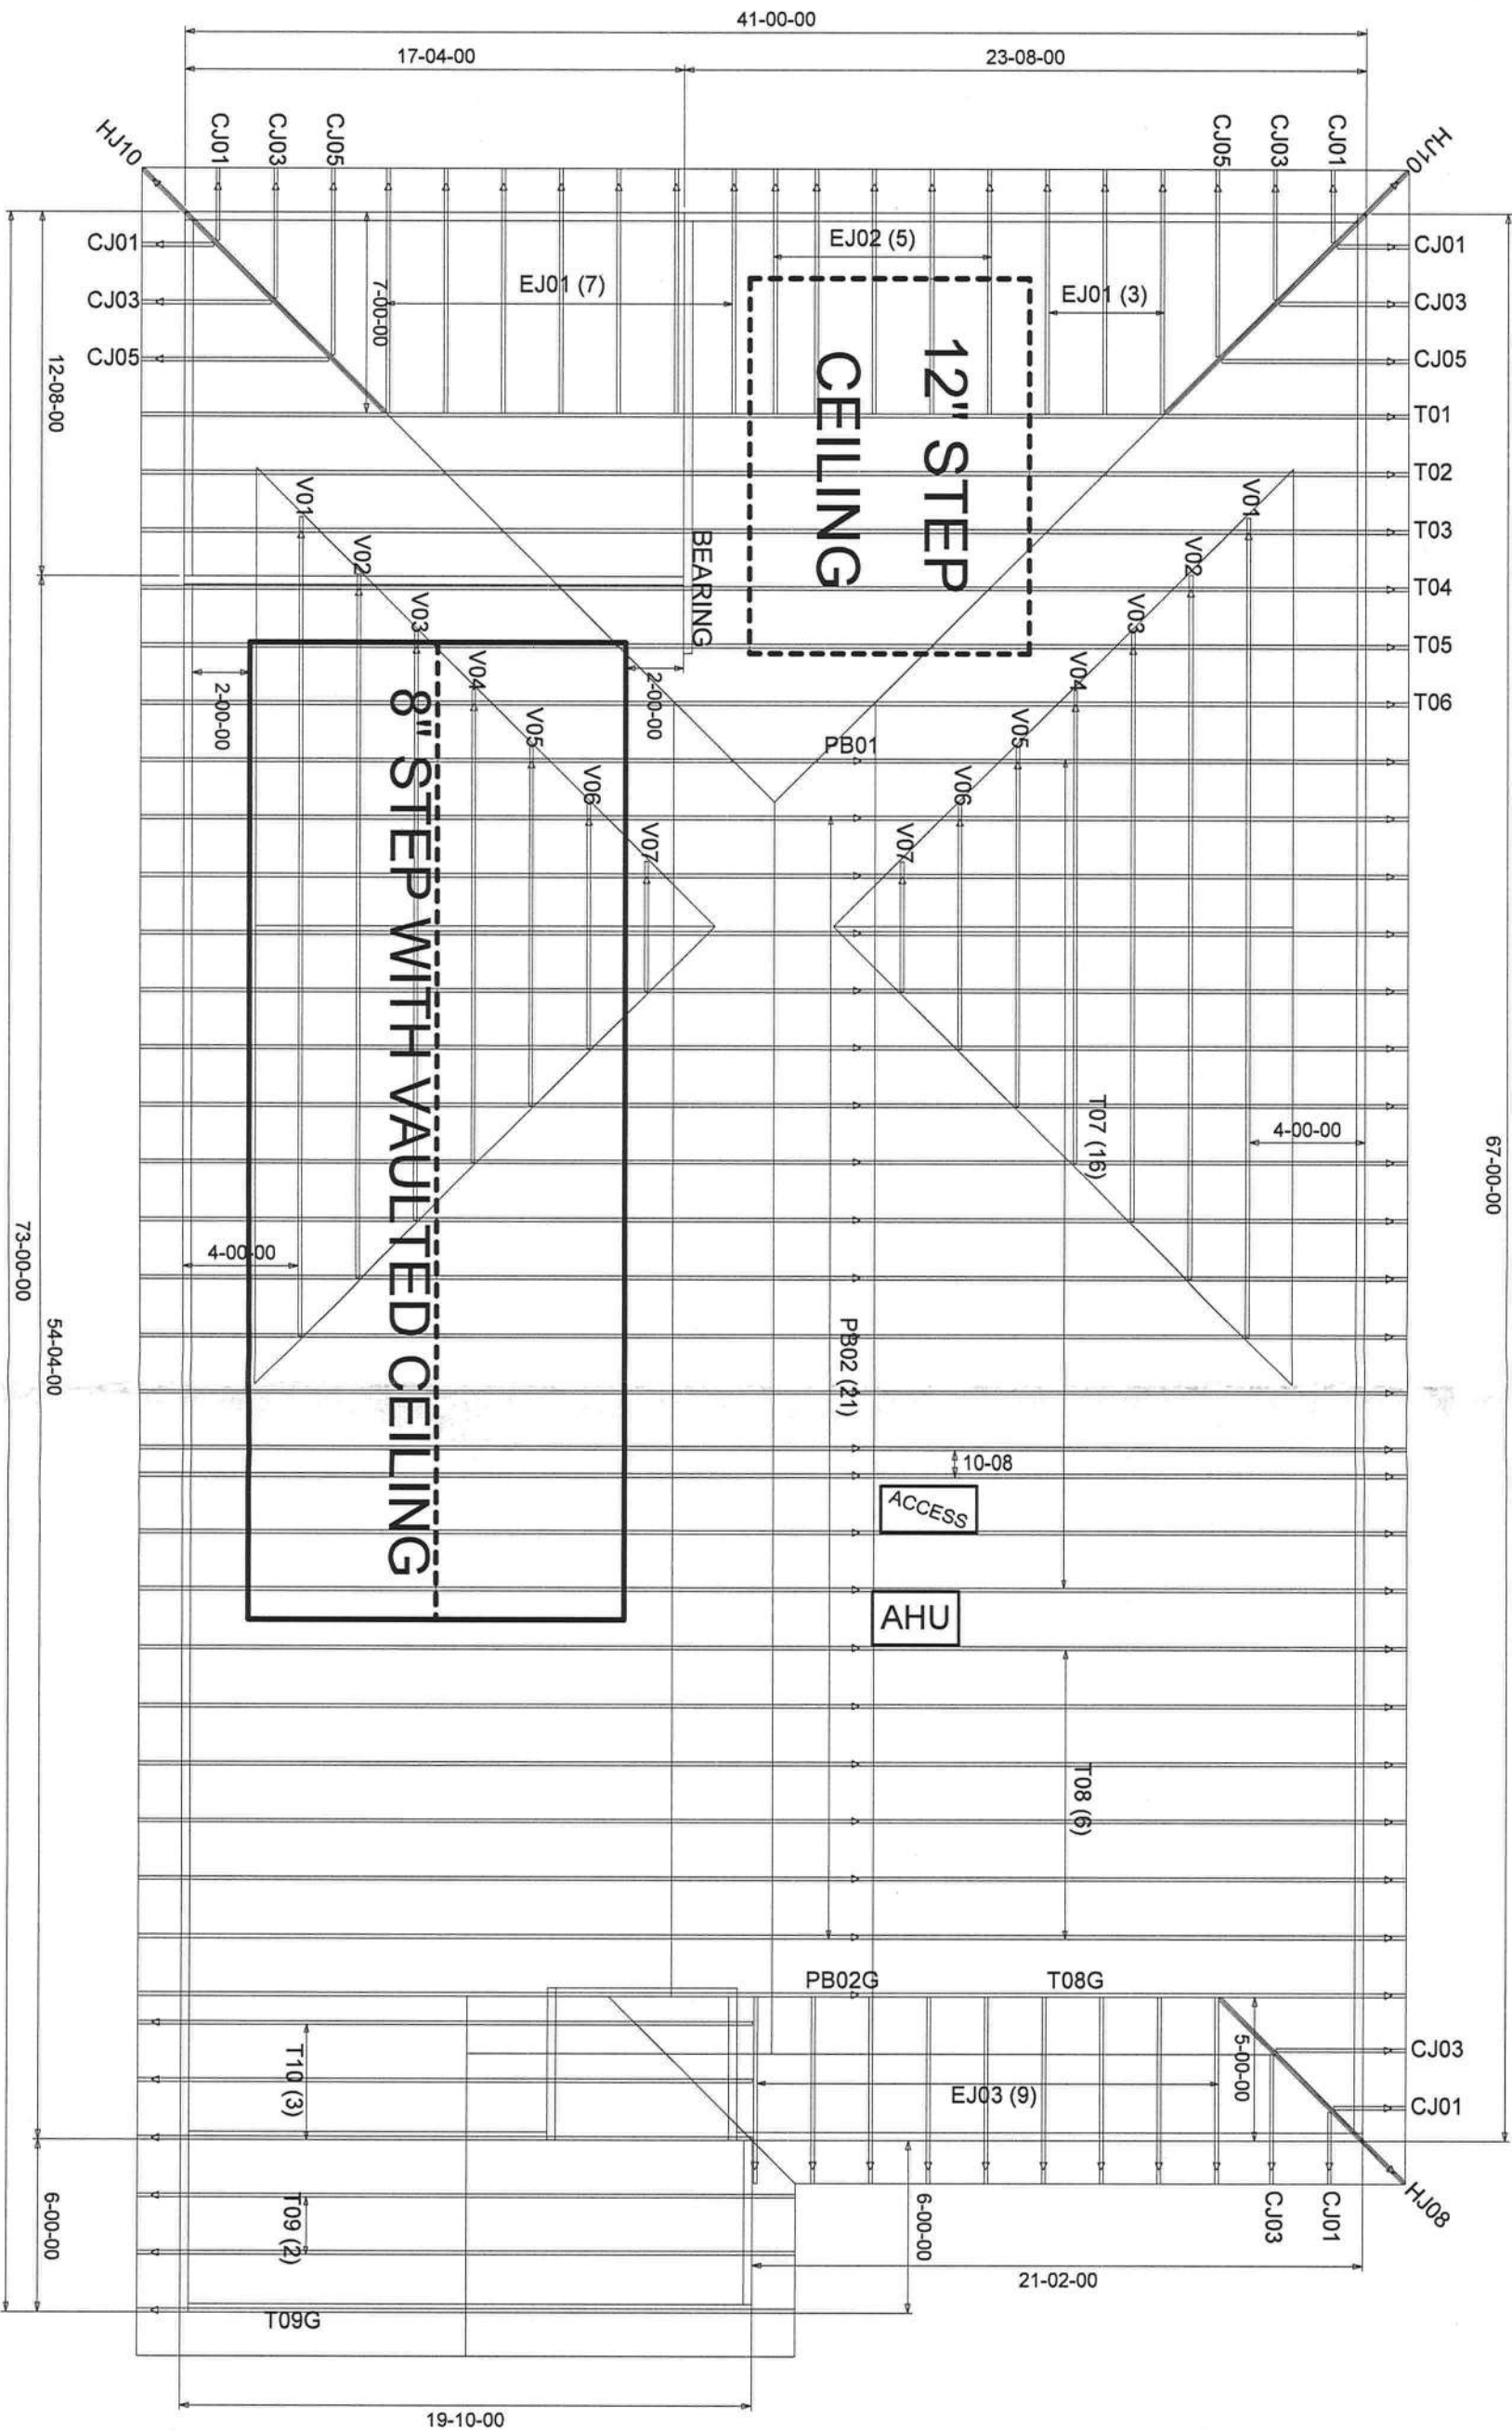 41-00-00
17-04-00
23-08-00
HJ10
CJ01
CJ03
CJ05
CJ05
CJ03
CJ01
HJ10
CJ01
CJ03
CJ05
CJ01
CJ03
CJ05
T01
T02
T03
T04
T05
T06
7-00-00
EJ01 (7)
EJ02 (5)
EJ01 (3)
12" STEP
CEILING
12-08-00
BEARING
V01
V02
V03
V04
V05
V06
V07
V01
V02
V03
V04
V05
V06
V07
2-00-00
2-00-00
PB01
8" STEP WITH VAULTED CEILING
T07 (16)
4-00-00
4-00-00
67-00-00
73-00-00
54-04-00
PB02 (21)
10-08
ACCESS
AHU
T08 (6)
PB02G
T08G
5-00-00
CJ03
CJ01
EJ03 (9)
T10 (3)
HJ08
CJ03
CJ01
6-00-00
T09 (2)
6-00-00
21-02-00
T09G
19-10-00